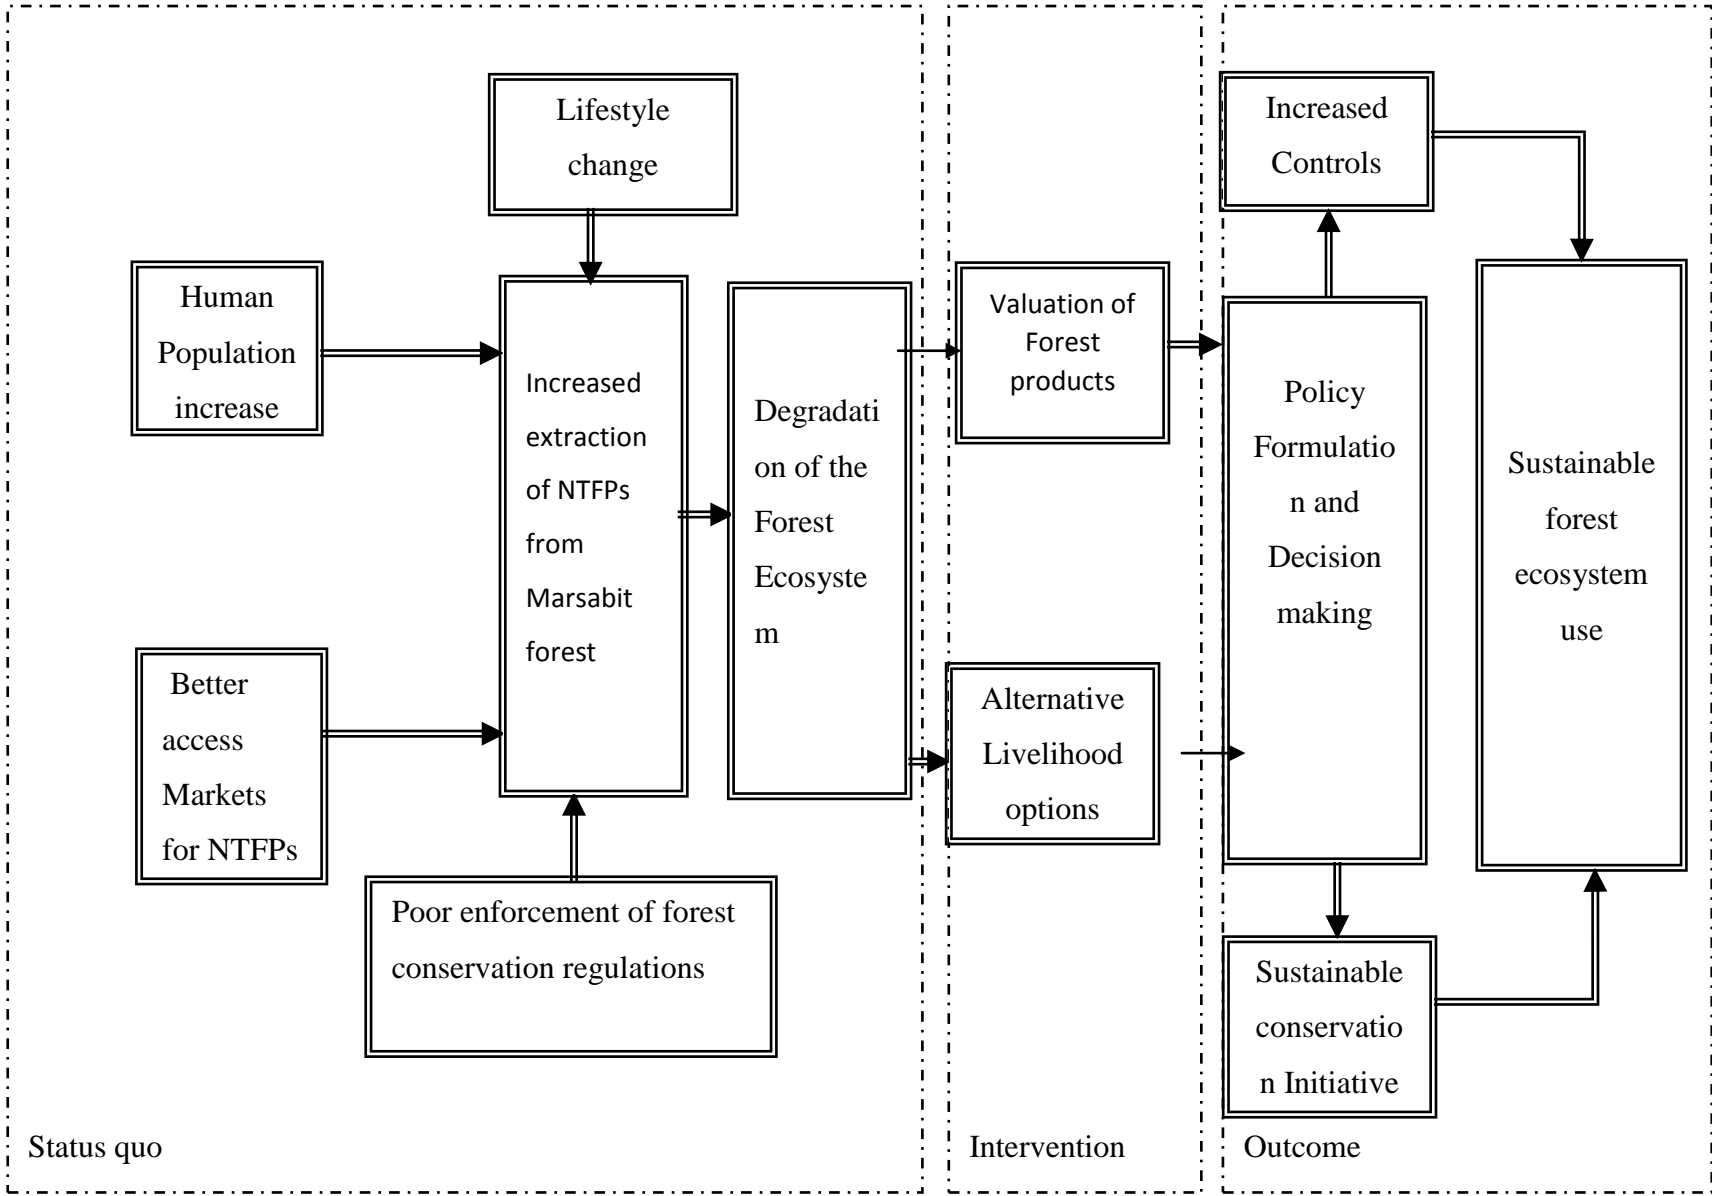 Lifestyle
change
Human
Population
increase
Better
access
Markets
for NTFPs
Increased
extraction
of NTFPs
from
Marsabit
forest
Poor enforcement of forest
conservation regulations
Degradati
on of the
Forest
Ecosyste
m
Status quo
Valuation of
Forest
products
Alternative
Livelihood
options
Intervention
Increased
Controls
Policy
Formulatio
n and
Decision
making
Sustainable
conservatio
n Initiative
Sustainable
forest
ecosystem
use
Outcome